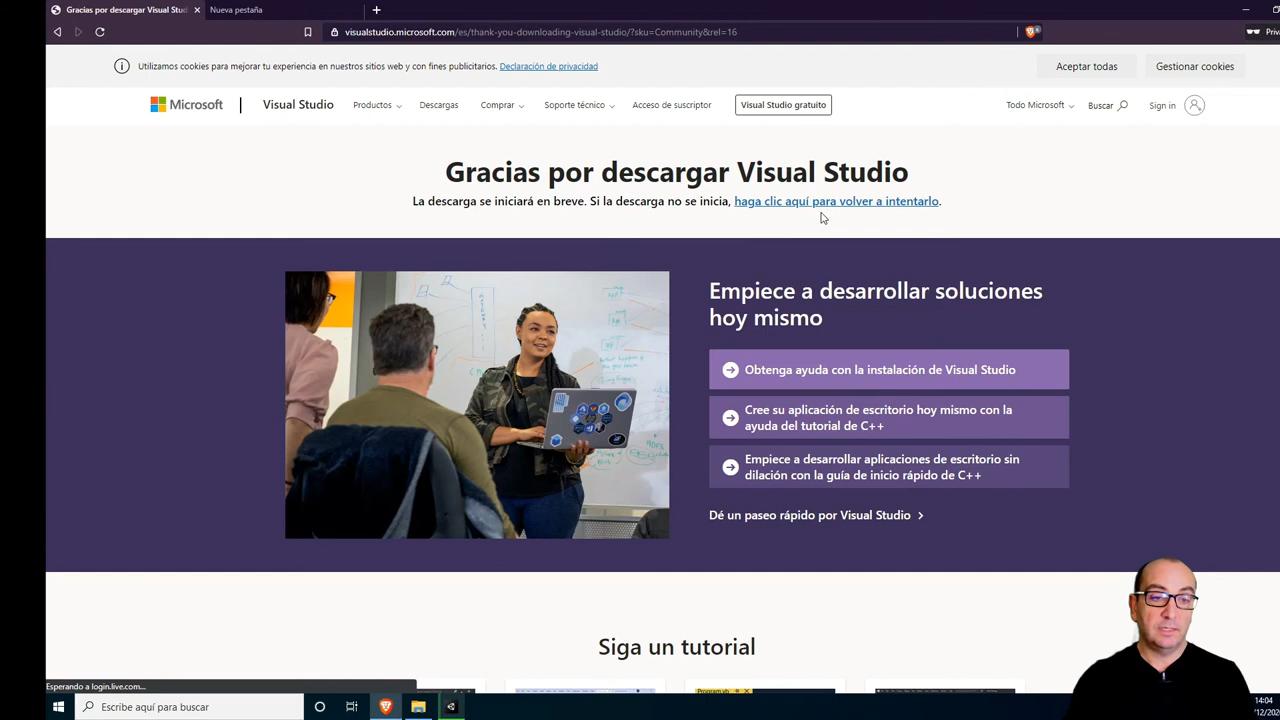 Gracias por descargar Visual Studi
Nueva pestaña
visualstudio.microsoft.com/es/thank-you-downloading-visual-studio/?sku=Community&rel=16
Priva
Utilizamos cookies para mejorar tu experiencia en nuestros sitios web y con fines publicitarios. Declaración de privacidad
Aceptar todas
Gestionar cookies
Microsoft
Visual Studio
Productos
Descargas
Comprar
Soporte técnico
Acceso de suscriptor
Visual Studio gratuito
Todo Microsoft
Buscar
Sign in
Gracias por descargar Visual Studio
La descarga se iniciará en breve. Si la descarga no se inicia, haga clic aquí para volver a intentarlo.
Empiece a desarrollar soluciones
hoy mismo
Obtenga ayuda con la instalación de Visual Studio
Cree su aplicación de escritorio hoy mismo con la
ayuda del tutorial de C++
Empiece a desarrollar aplicaciones de escritorio sin
dilación con la guía de inicio rápido de C++
Dé un paseo rápido por Visual Studio
Siga un tutorial
Esperando a login.live.com...
Program.vb
Escribe aquí para buscar
14:04